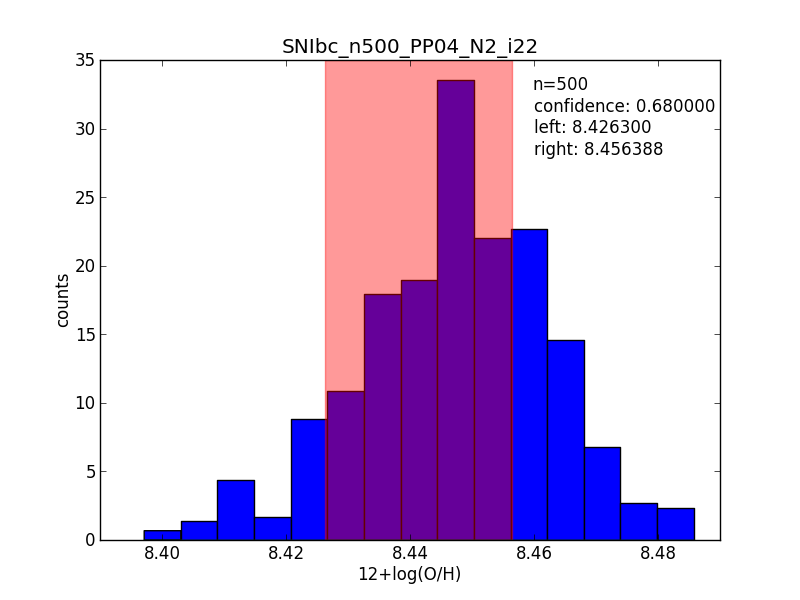 SNIbc_n500_PP04_N2_i22
35
30
25
20
15
10
5
0
counts
n=500
confidence: 0.680000
left: 8.426300
right: 8.456388
8.40 8.42 8.44 8.46 8.48
12+log(O/H)